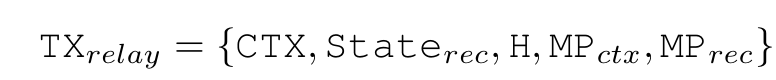 TX_relay = {CTX, State_rec, H, MP_ctx, MP_rec}